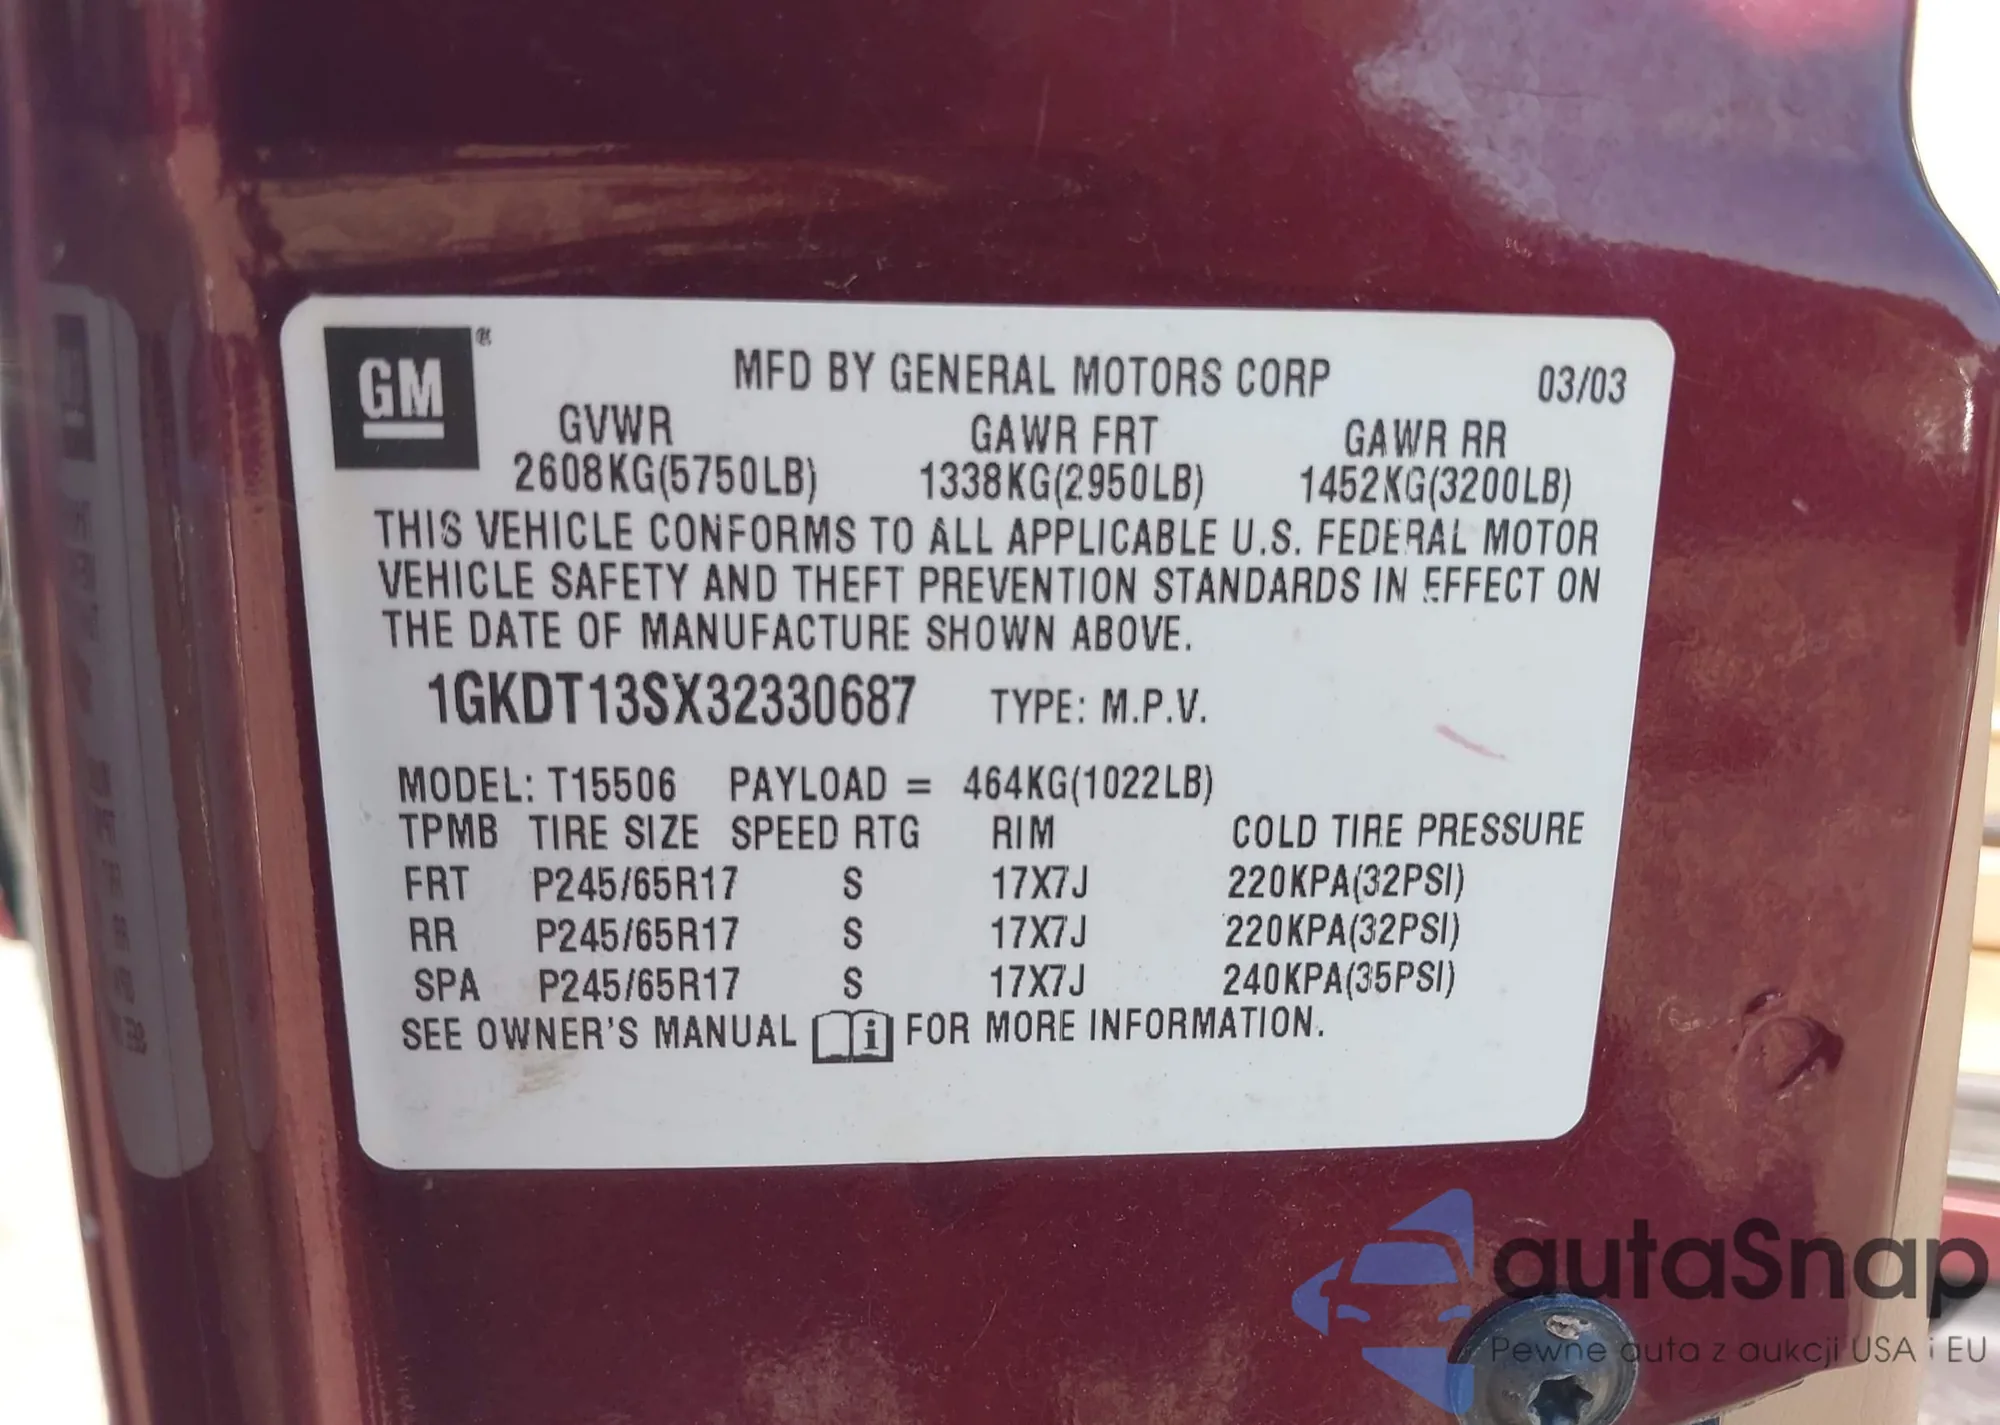 GM ®
MFD BY GENERAL MOTORS CORP 03/03
GVWR GAWR FRT GAWR RR
2608KG(5750LB) 1338KG(2950LB) 1452KG(3200LB)
THIS VEHICLE CONFORMS TO ALL APPLICABLE U.S. FEDERAL MOTOR
VEHICLE SAFETY AND THEFT PREVENTION STANDARDS IN EFFECT ON
THE DATE OF MANUFACTURE SHOWN ABOVE.
1GKDT13SX32330687 TYPE: M.P.V.
MODEL: T15506 PAYLOAD = 464KG(1022LB)
TPMB TIRE SIZE SPEED RTG RIM COLD TIRE PRESSURE
FRT P245/65R17 S 17X7J 220KPA(32PSI)
RR P245/65R17 S 17X7J 220KPA(32PSI)
SPA P245/65R17 S 17X7J 240KPA(35PSI)
SEE OWNER'S MANUAL i FOR MORE INFORMATION.
autaSnap
Pewne auta z aukcji USA i EU